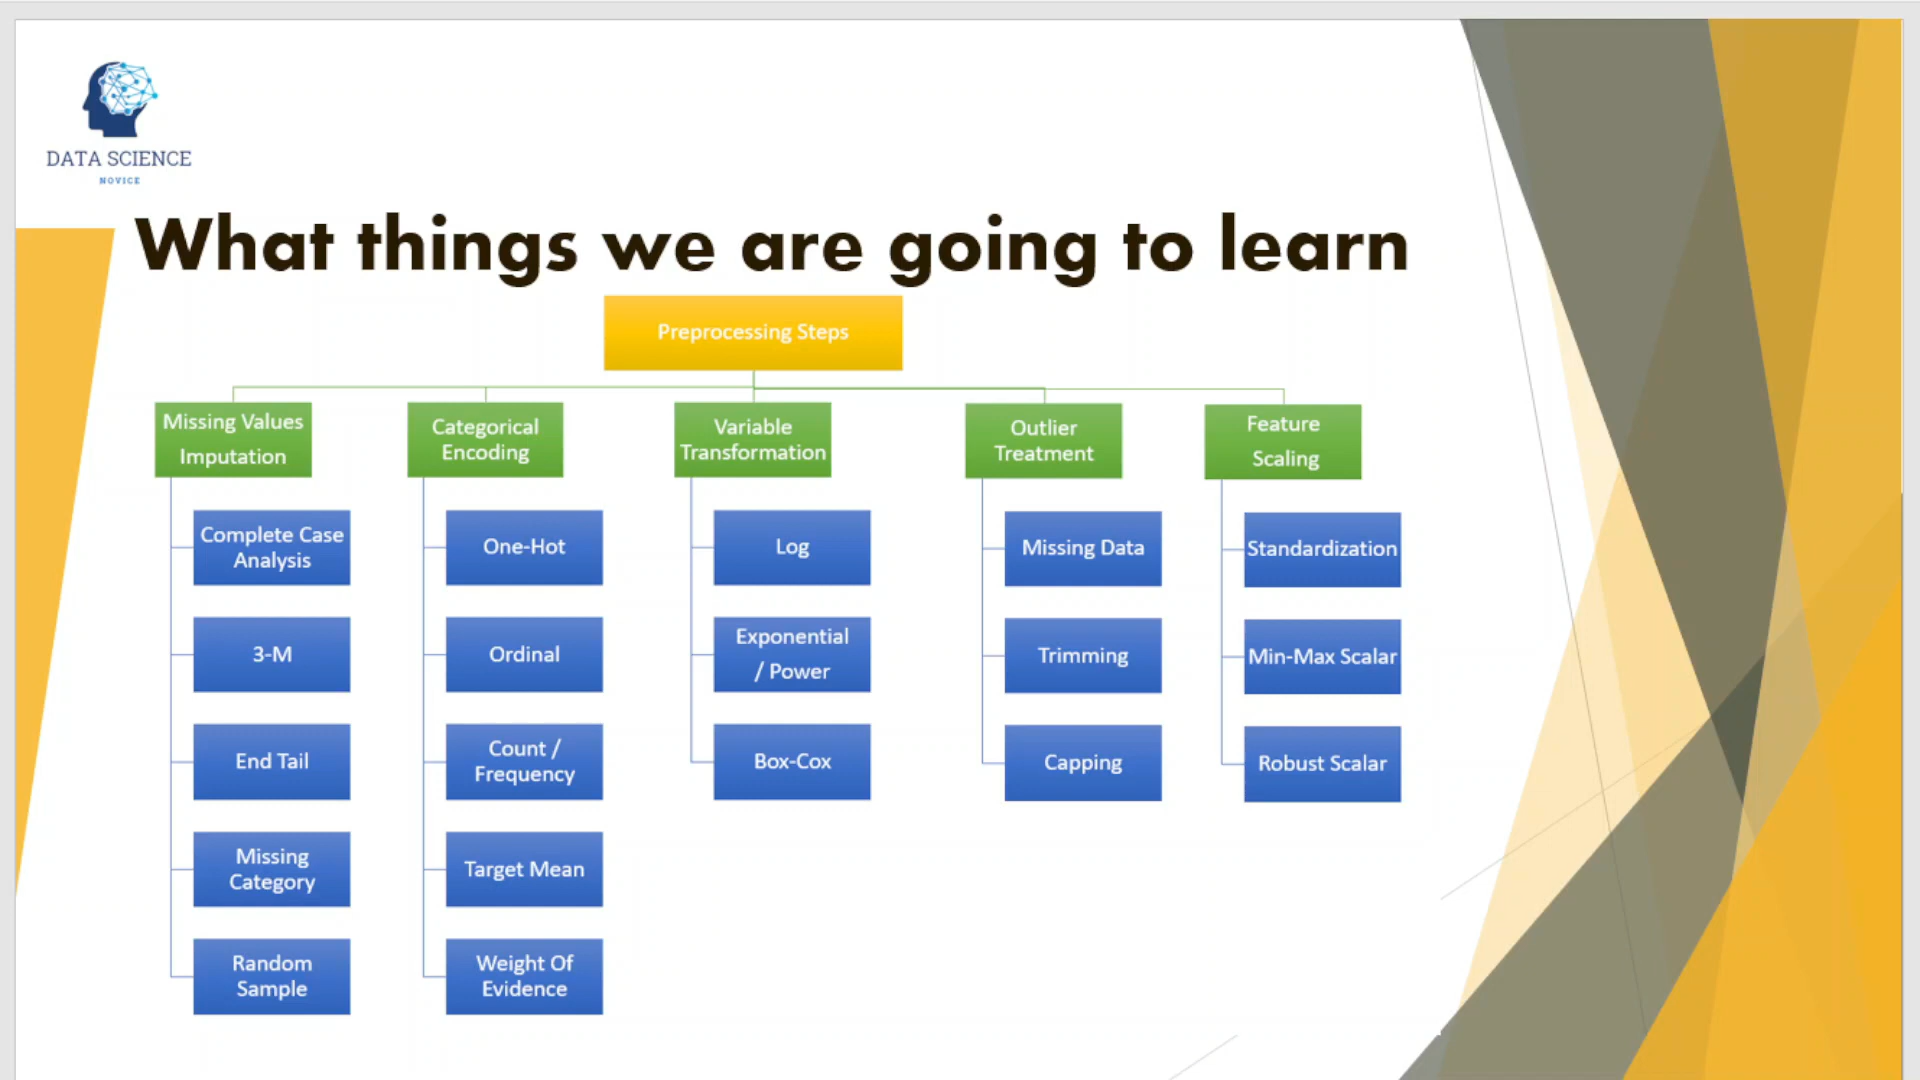 DATA SCIENCE
NOVICE
What things we are going to learn
Preprocessing Steps
Missing Values
Imputation
Complete Case
Analysis
3-M
End Tail
Missing
Category
Random
Sample
Categorical
Encoding
One-Hot
Ordinal
Count /
Frequency
Target Mean
Weight Of
Evidence
Variable
Transformation
Log
Exponential
/ Power
Box-Cox
Outlier
Treatment
Missing Data
Trimming
Capping
Feature
Scaling
Standardization
Min-Max Scalar
Robust Scalar